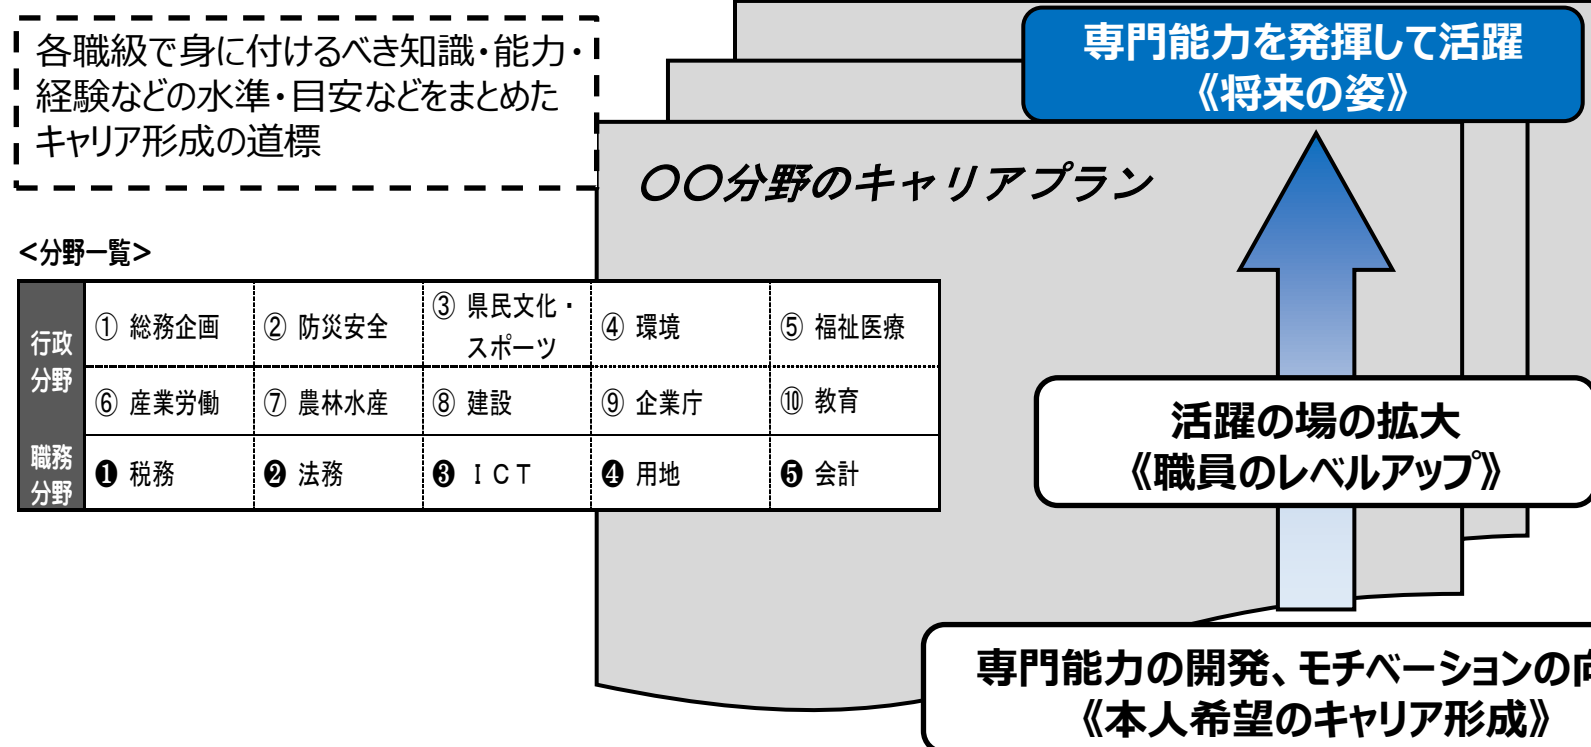 各職級で身に付けるべき知識・能力・
経験などの水準・目安などをまとめた
キャリア形成の道標
専門能力を発揮して活躍
《将来の姿》
〇〇分野のキャリアプラン
<分野一覧>
行政
分野
① 総務企画
② 防災安全
③ 県民文化・
スポーツ
④ 環境
⑤ 福祉医療
⑥ 産業労働
⑦ 農林水産
⑧ 建設
⑨ 企業庁
⑩ 教育
職務
分野
❶ 税務
❷ 法務
❸ ＩＣＴ
❹ 用地
❺ 会計
活躍の場の拡大
《職員のレベルアップ》
専門能力の開発、モチベーションの
《本人希望のキャリア形成》